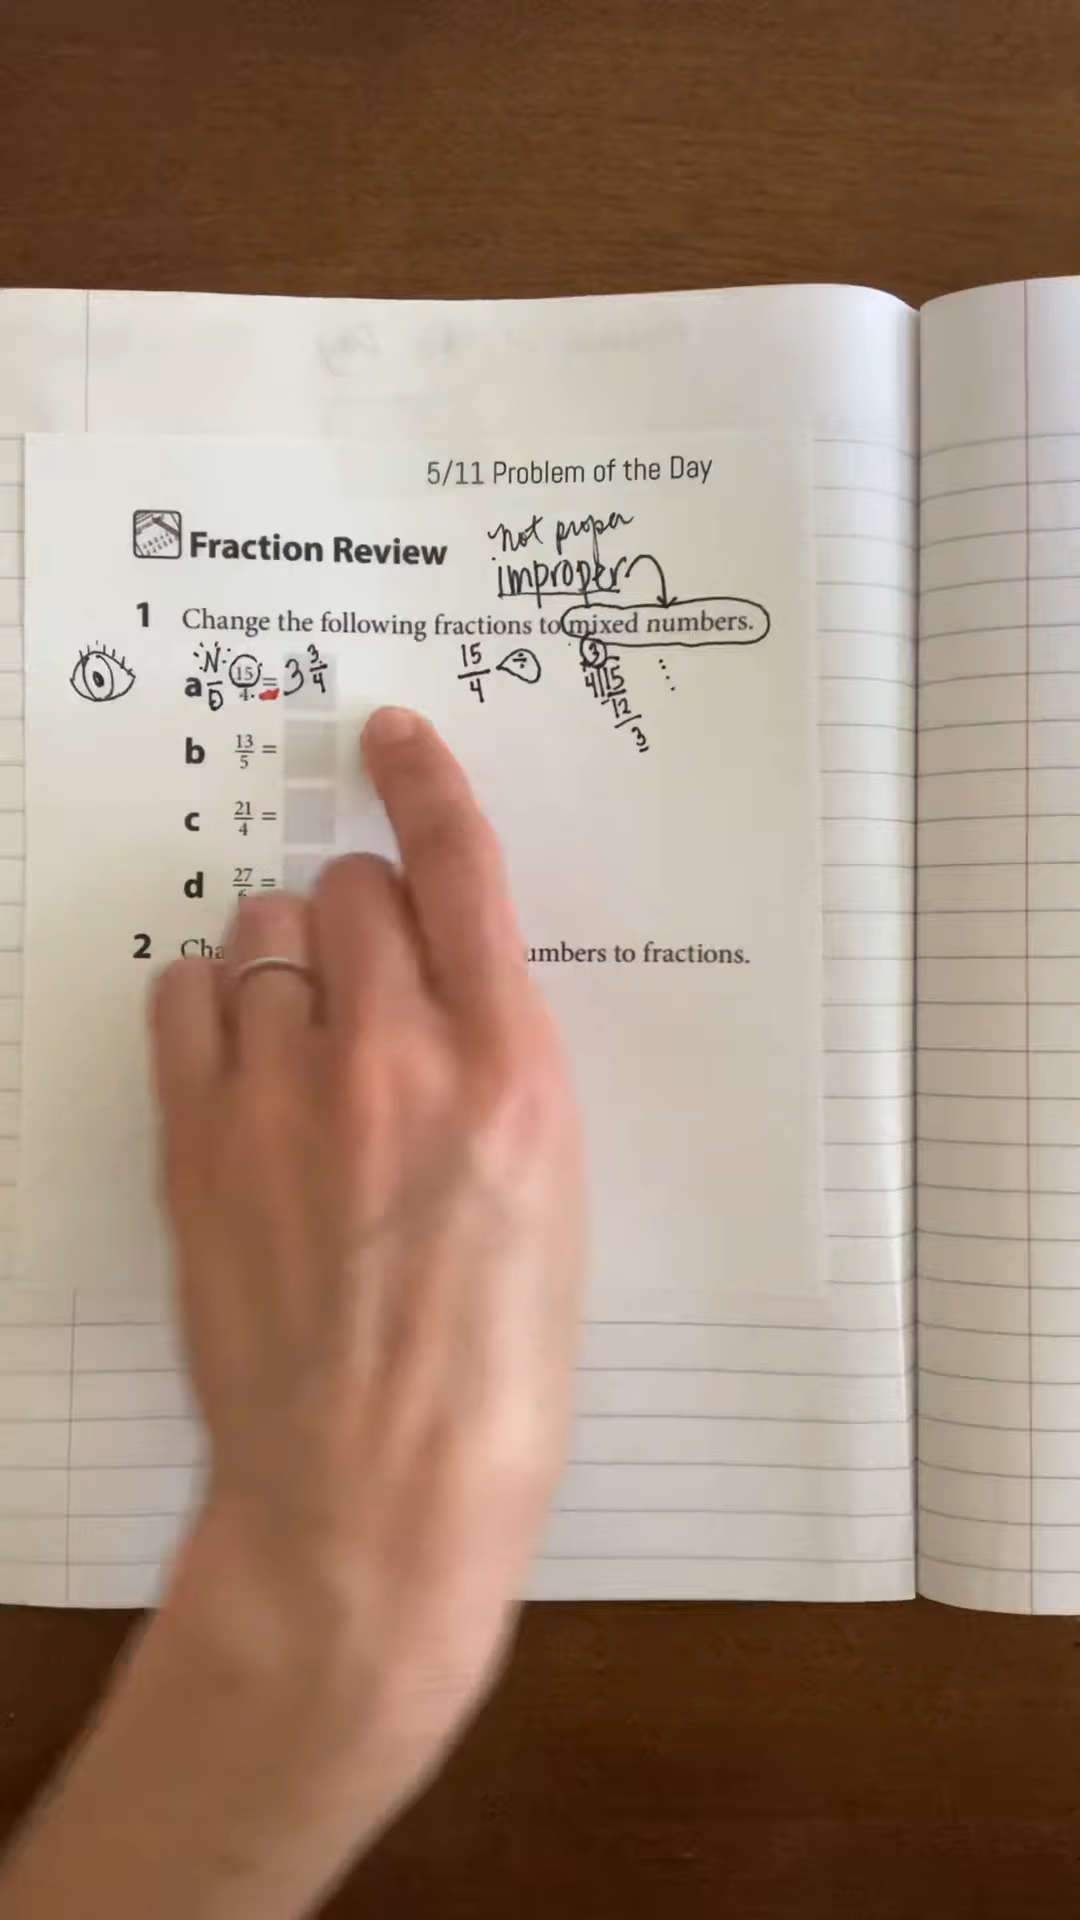 5/11 Problem of the Day
Fraction Review
not proper
improper
1 Change the following fractions to mixed numbers.
a N/D 15/4 = 3 3/4
15/4 ÷
3
4 15
-12
3
b 13/5 =
c 21/4 =
d 27/ =
2 umbers to fractions.